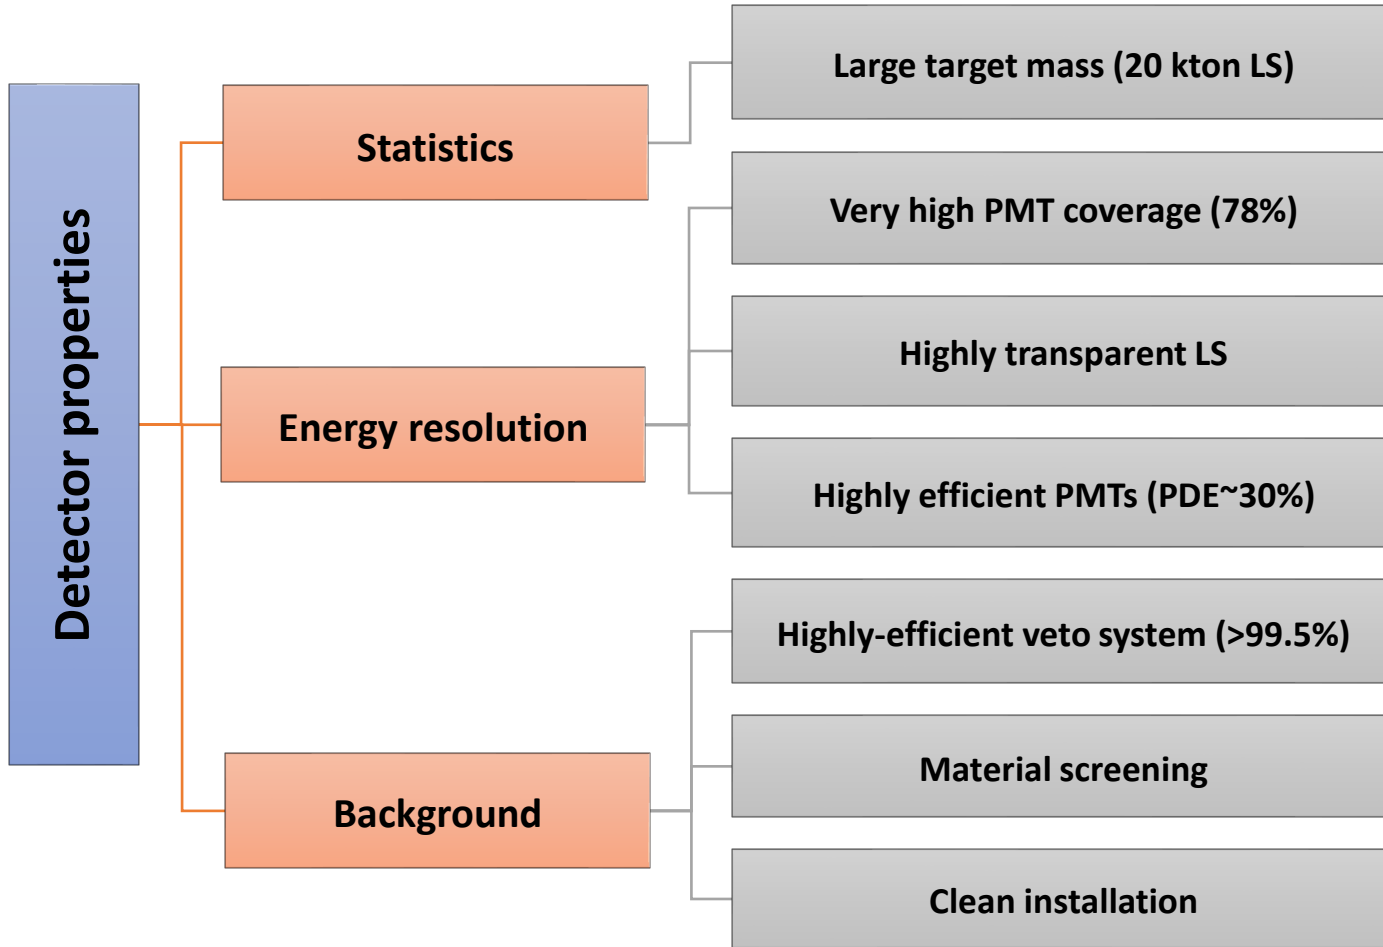 Detector properties
Statistics
Large target mass (20 kton LS)
Energy resolution
Very high PMT coverage (78%)
Highly transparent LS
Highly efficient PMTs (PDE~30%)
Background
Highly-efficient veto system (>99.5%)
Material screening
Clean installation